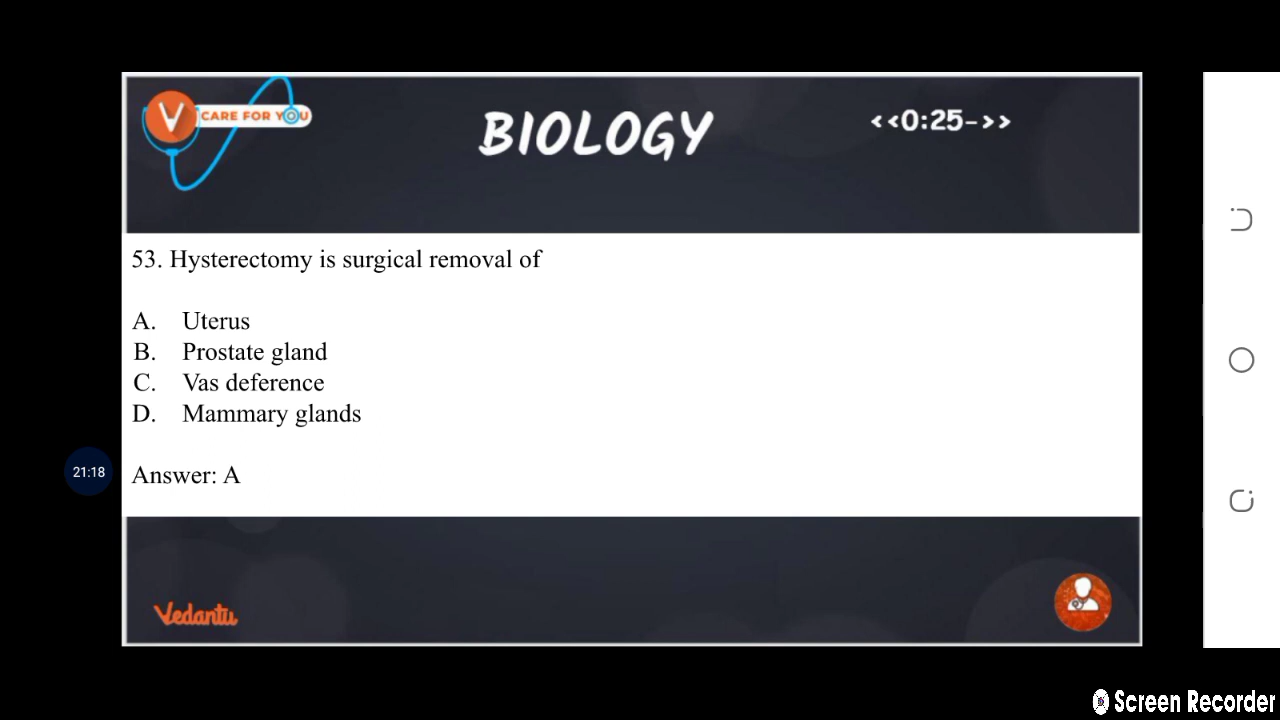 V CARE FOR YOU
BIOLOGY
<<0:25->>
53. Hysterectomy is surgical removal of
A. Uterus
B. Prostate gland
C. Vas deference
D. Mammary glands
21:18
Answer: A
Vedantu
Screen Recorder